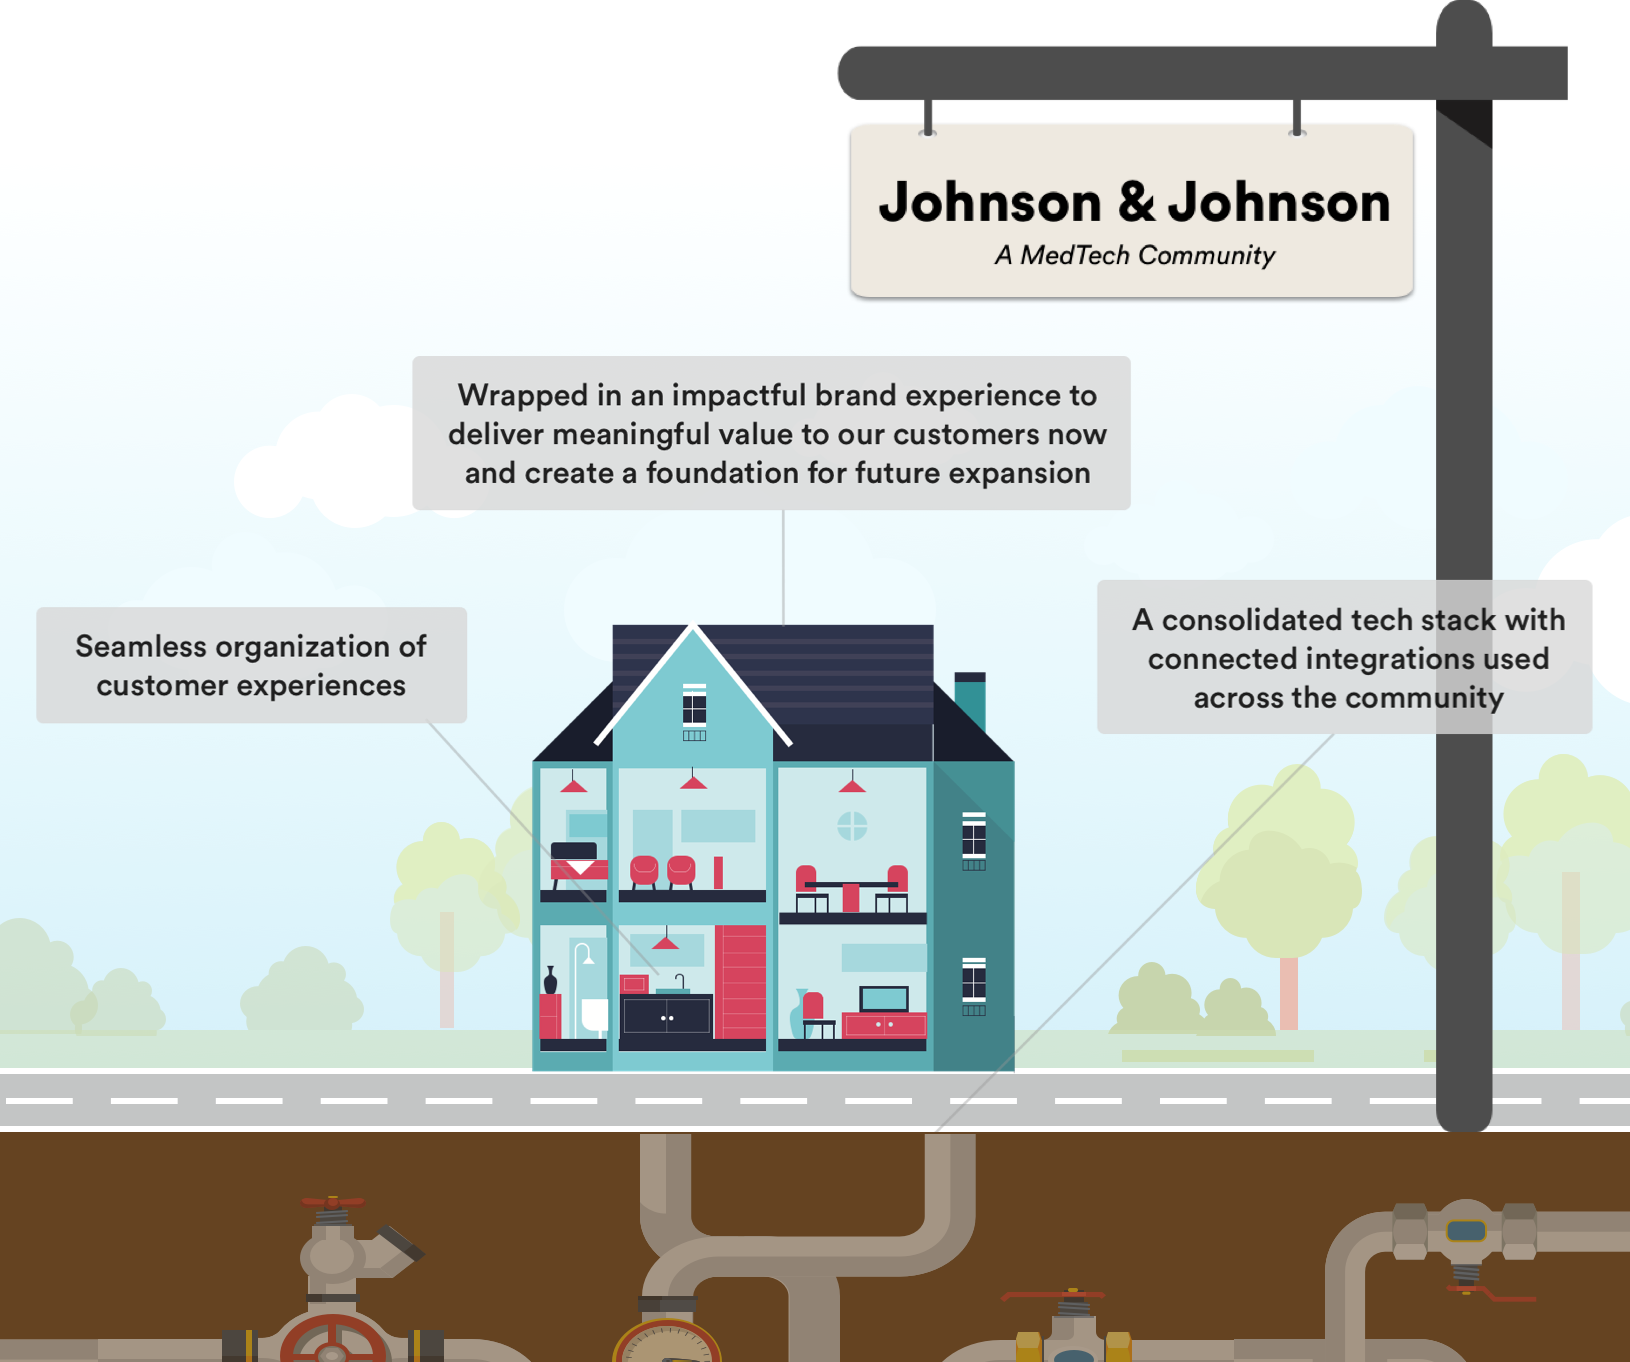 Johnson & Johnson
A MedTech Community
Wrapped in an impactful brand experience to
deliver meaningful value to our customers now
and create a foundation for future expansion
Seamless organization of
customer experiences
A consolidated tech stack with
connected integrations used
across the community